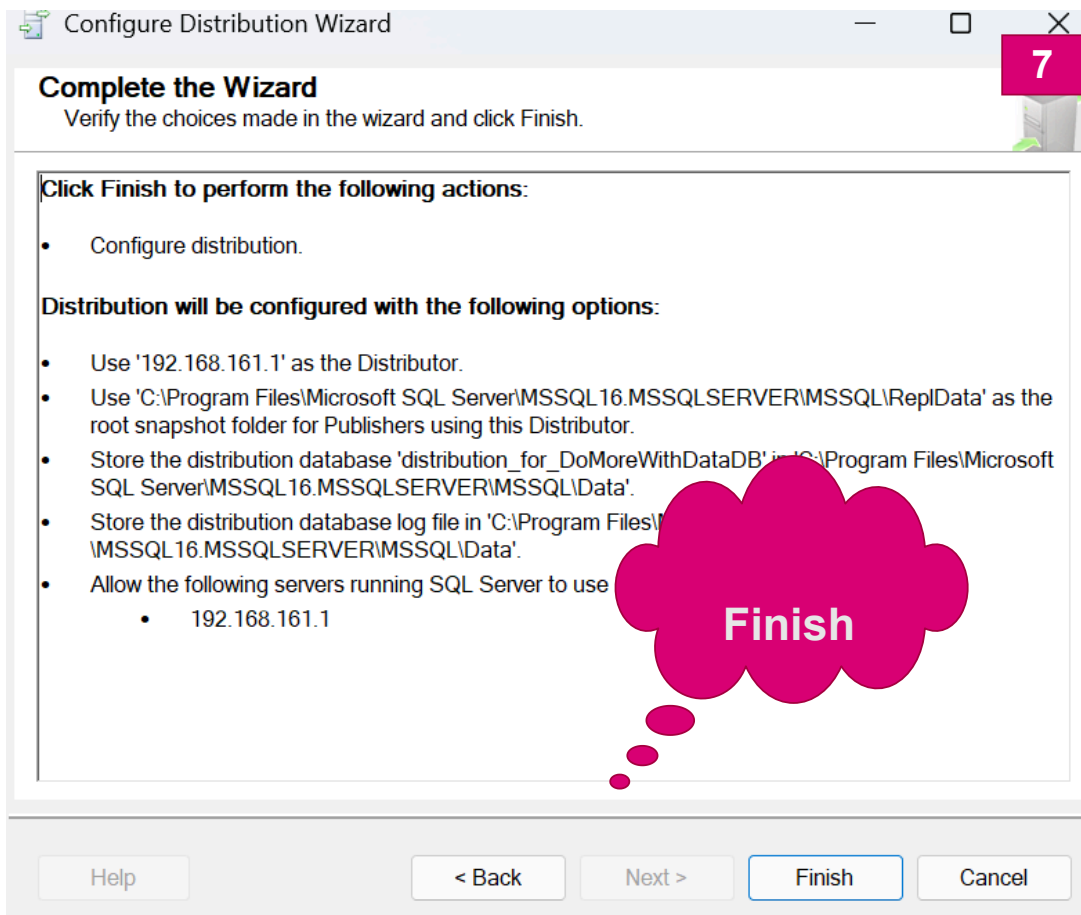 Configure Distribution Wizard
7
Complete the Wizard
Verify the choices made in the wizard and click Finish.
Click Finish to perform the following actions:
• Configure distribution.
Distribution will be configured with the following options:
• Use '192.168.161.1' as the Distributor.
• Use 'C:\Program Files\Microsoft SQL Server\MSSQL16.MSSQLSERVER\MSSQL\ReplData' as the
root snapshot folder for Publishers using this Distributor.
• Store the distribution database 'distribution_for_DoMoreWithDataDB' in 'C:\Program Files\Microsoft
SQL Server\MSSQL16.MSSQLSERVER\MSSQL\Data'.
• Store the distribution database log file in 'C:\Program Files\
\MSSQL16.MSSQLSERVER\MSSQL\Data'.
• Allow the following servers running SQL Server to use
• 192.168.161.1
Finish
Help
< Back
Next >
Finish
Cancel